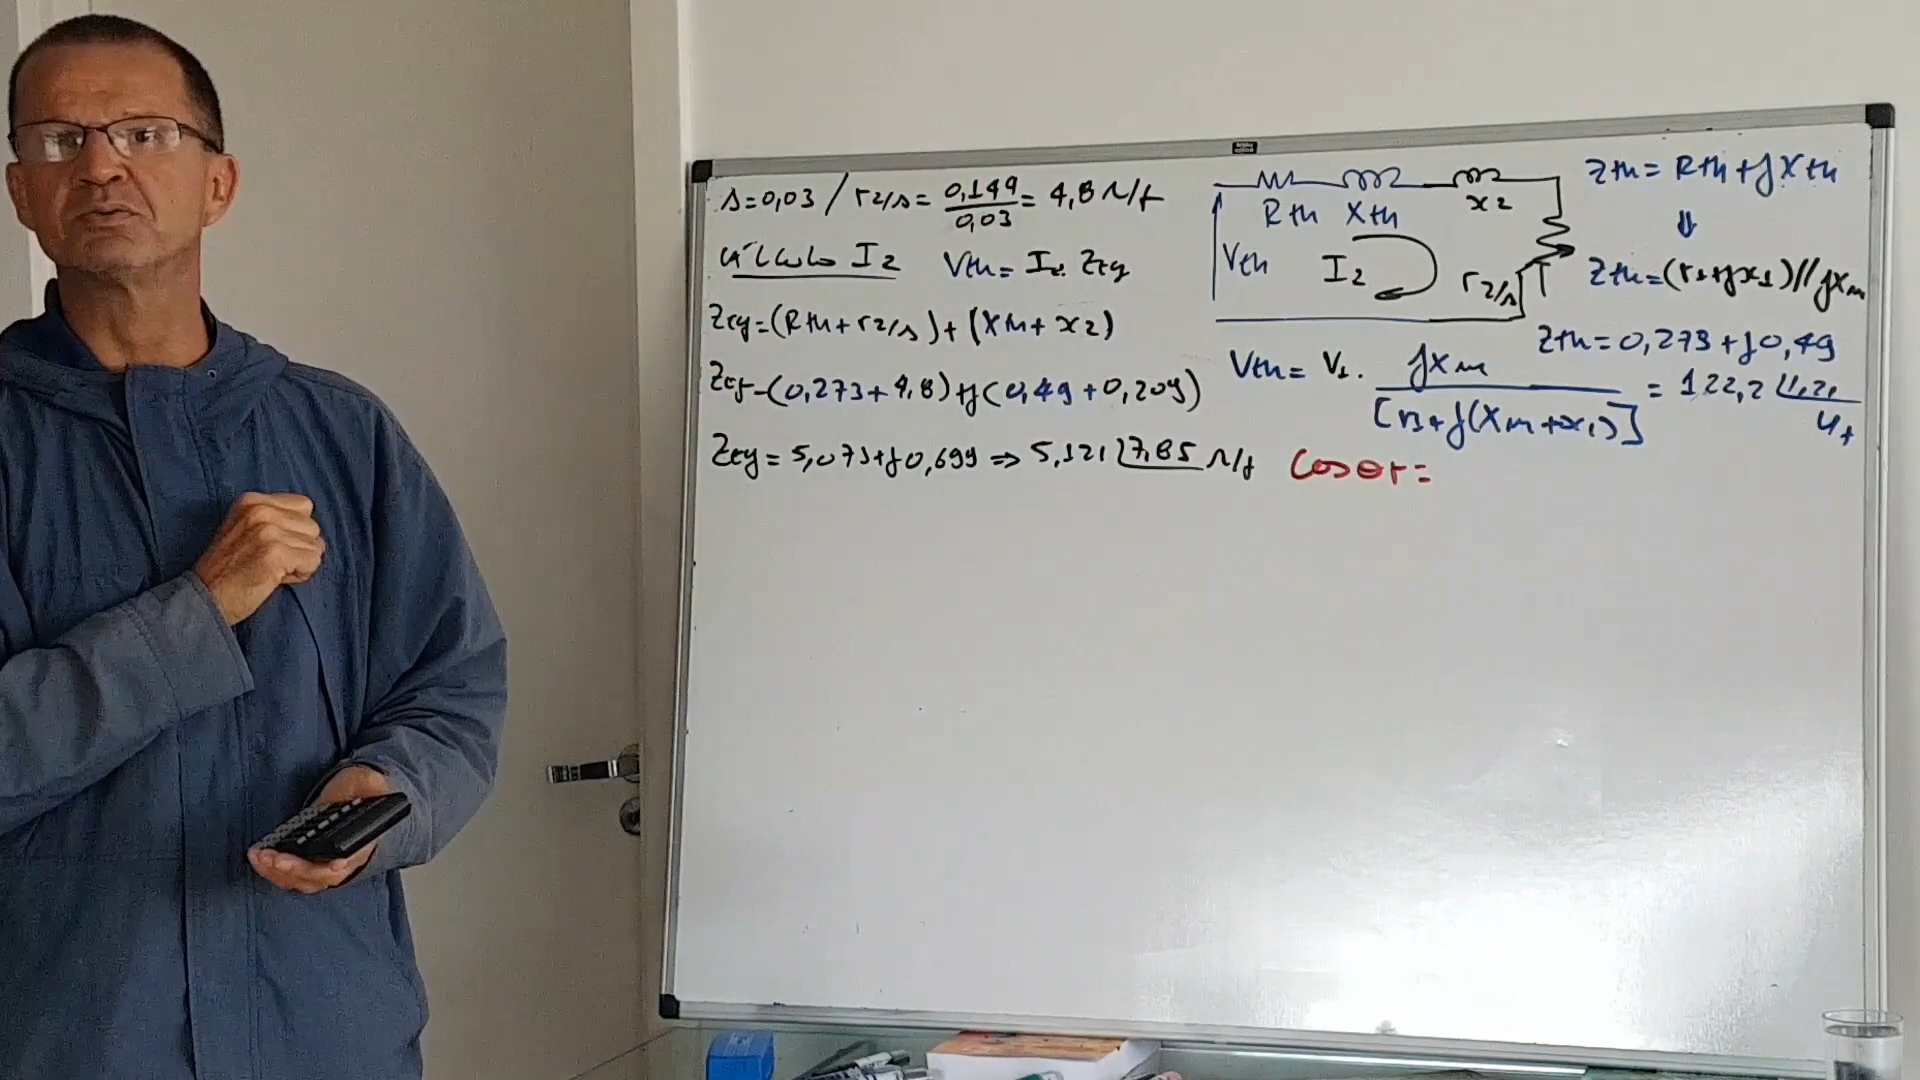 s=0,03 / r2/s= 0,144/0,03 = 4,8 Ω/f
Cálculo I2 Vth= I2. Zeq
Zeq=(Rth+r2/s)+(Xth+x2)
Zeq=(0,273+4,8)+j(0,49+0,209)
Zeq=5,073+j0,699 ⇒ 5,121∠7,85 Ω/f
Rth Xth x2
Vth I2 r2/s
Zth= Rth+jXth
⇓
Zth=(r1+jx1)//jxm
Zth=0,273+j0,49
Vth= V1. jxm/[r1+j(Xm+x1)] = 122,2
Cosθr=